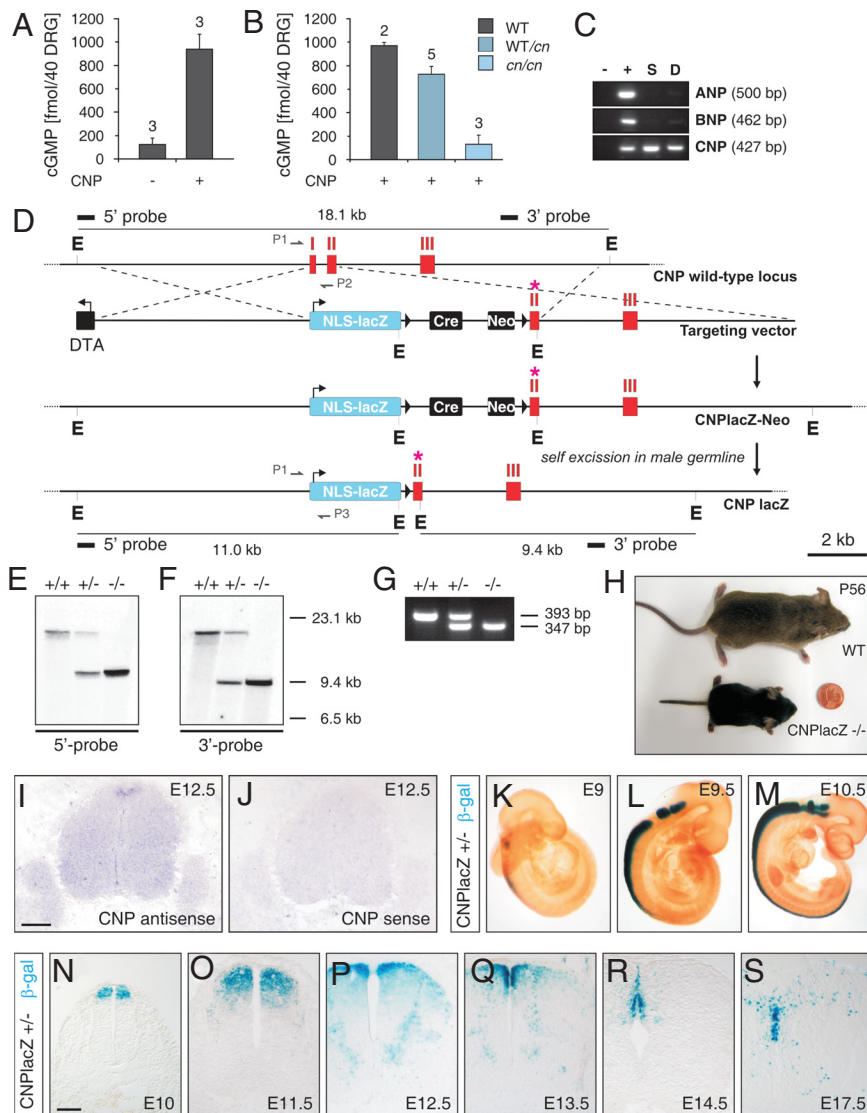 A
cGMP [fmol/40 DRG]
1200
1000
800
600
400
200
0
3
3
CNP - +
B
cGMP [fmol/40 DRG]
1200
1000
800
600
400
200
0
2
5
3
CNP + + +
WT
WT/cn
cn/cn
C
- + S D
ANP (500 bp)
BNP (462 bp)
CNP (427 bp)
D
5' probe 18.1 kb 3' probe
E P1 I II III E
P2 CNP wild-type locus
* II III
DTA NLS-lacZ Cre Neo Targeting vector
E E
* II III
NLS-lacZ Cre Neo CNPlacZ-Neo
E E E E
self excission in male germline
P1 * II III
NLS-lacZ CNP lacZ
E P3 E E E
5' probe 11.0 kb 9.4 kb 3' probe
2 kb
E
+/+ +/- -/-
5'-probe
F
+/+ +/- -/-
23.1 kb
9.4 kb
6.5 kb
3'-probe
G
+/+ +/- -/-
393 bp
347 bp
H
P56
WT
CNPlacZ -/-
I
E12.5
CNP antisense
J
E12.5
CNP sense
CNPlacZ +/- β-gal
K
E9
L
E9.5
M
E10.5
CNPlacZ +/- β-gal
N
E10
O
E11.5
P
E12.5
Q
E13.5
R
E14.5
S
E17.5